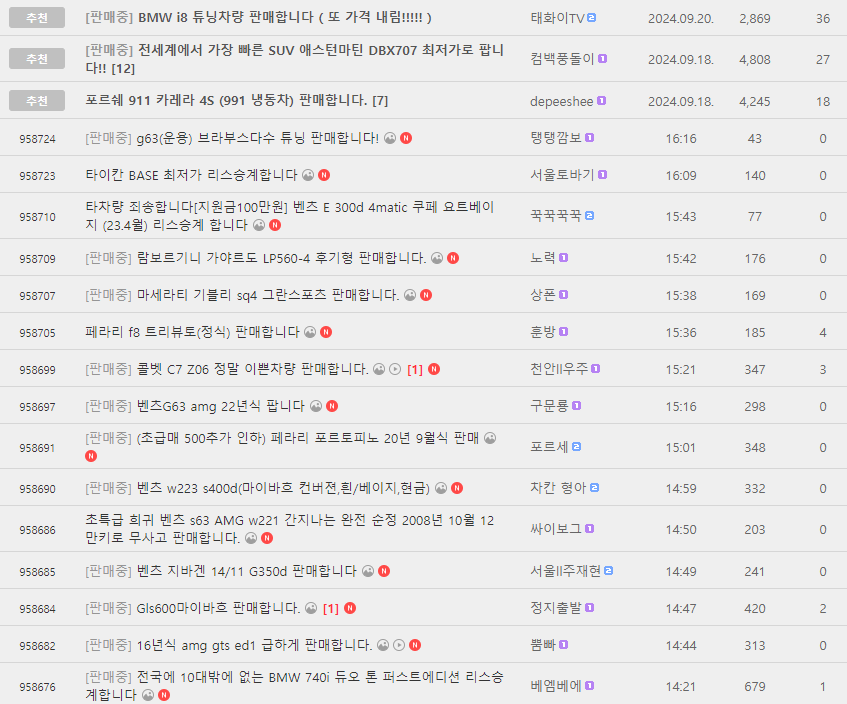 추천 [판매중] BMW i8 튜닝차량 판매합니다 ( 또 가격 내림!!!!! ) 태화이TV 2 2024.09.20. 2,869 36
추천 [판매중] 전세계에서 가장 빠른 SUV 애스턴마틴 DBX707 최저가로 팝니
다!! [12] 컴백풍돌이 1 2024.09.18. 4,808 27
추천 포르쉐 911 카레라 4S (991 냉동차) 판매합니다. [7] depeeshee 1 2024.09.18. 4,245 18
958724 [판매중] g63(운용) 브라부스다수 튜닝 판매합니다! N 탱탱깜보 1 16:16 43 0
958723 타이칸 BASE 최저가 리스승계합니다 N 서울토바기 1 16:09 140 0
958710 타차량 죄송합니다[지원금100만원] 벤츠 E 300d 4matic 쿠페 요트베이
지 (23.4월) 리스승계 합니다 N 꾹꾹꾹꾹 2 15:43 77 0
958709 [판매중] 람보르기니 가야르도 LP560-4 후기형 판매합니다. N 노력 1 15:42 176 0
958707 [판매중] 마세라티 기블리 sq4 그란스포츠 판매합니다. N 상폰 1 15:38 169 0
958705 페라리 f8 트리뷰토(정식) 판매합니다 N 훈방 1 15:36 185 4
958699 [판매중] 콜벳 C7 Z06 정말 이쁜차량 판매합니다. [1] N 천안II우주 1 15:21 347 3
958697 [판매중] 벤츠G63 amg 22년식 팝니다 N 구문룡 1 15:16 298 0
958691 [판매중] (초급매 500추가 인하) 페라리 포르토피노 20년 9월식 판매
N 포르세 2 15:01 348 0
958690 [판매중] 벤츠 w223 s400d(마이바흐 컨버젼,흰/베이지,현금) N 차칸 형아 2 14:59 332 0
958686 초특급 희귀 벤츠 s63 AMG w221 간지나는 완전 순정 2008년 10월 12
만키로 무사고 판매합니다. N 싸이보그 1 14:50 203 0
958685 [판매중] 벤츠 지바겐 14/11 G350d 판매합니다 N 서울II주재현 2 14:49 241 0
958684 [판매중] Gls600마이바흐 판매합니다. [1] N 정지출발 1 14:47 420 2
958682 [판매중] 16년식 amg gts ed1 급하게 판매합니다. N 뿜빠 1 14:44 313 0
958676 [판매중] 전국에 10대밖에 없는 BMW 740i 듀오 톤 퍼스트에디션 리스승
계합니다 N 베엠베에 1 14:21 679 1